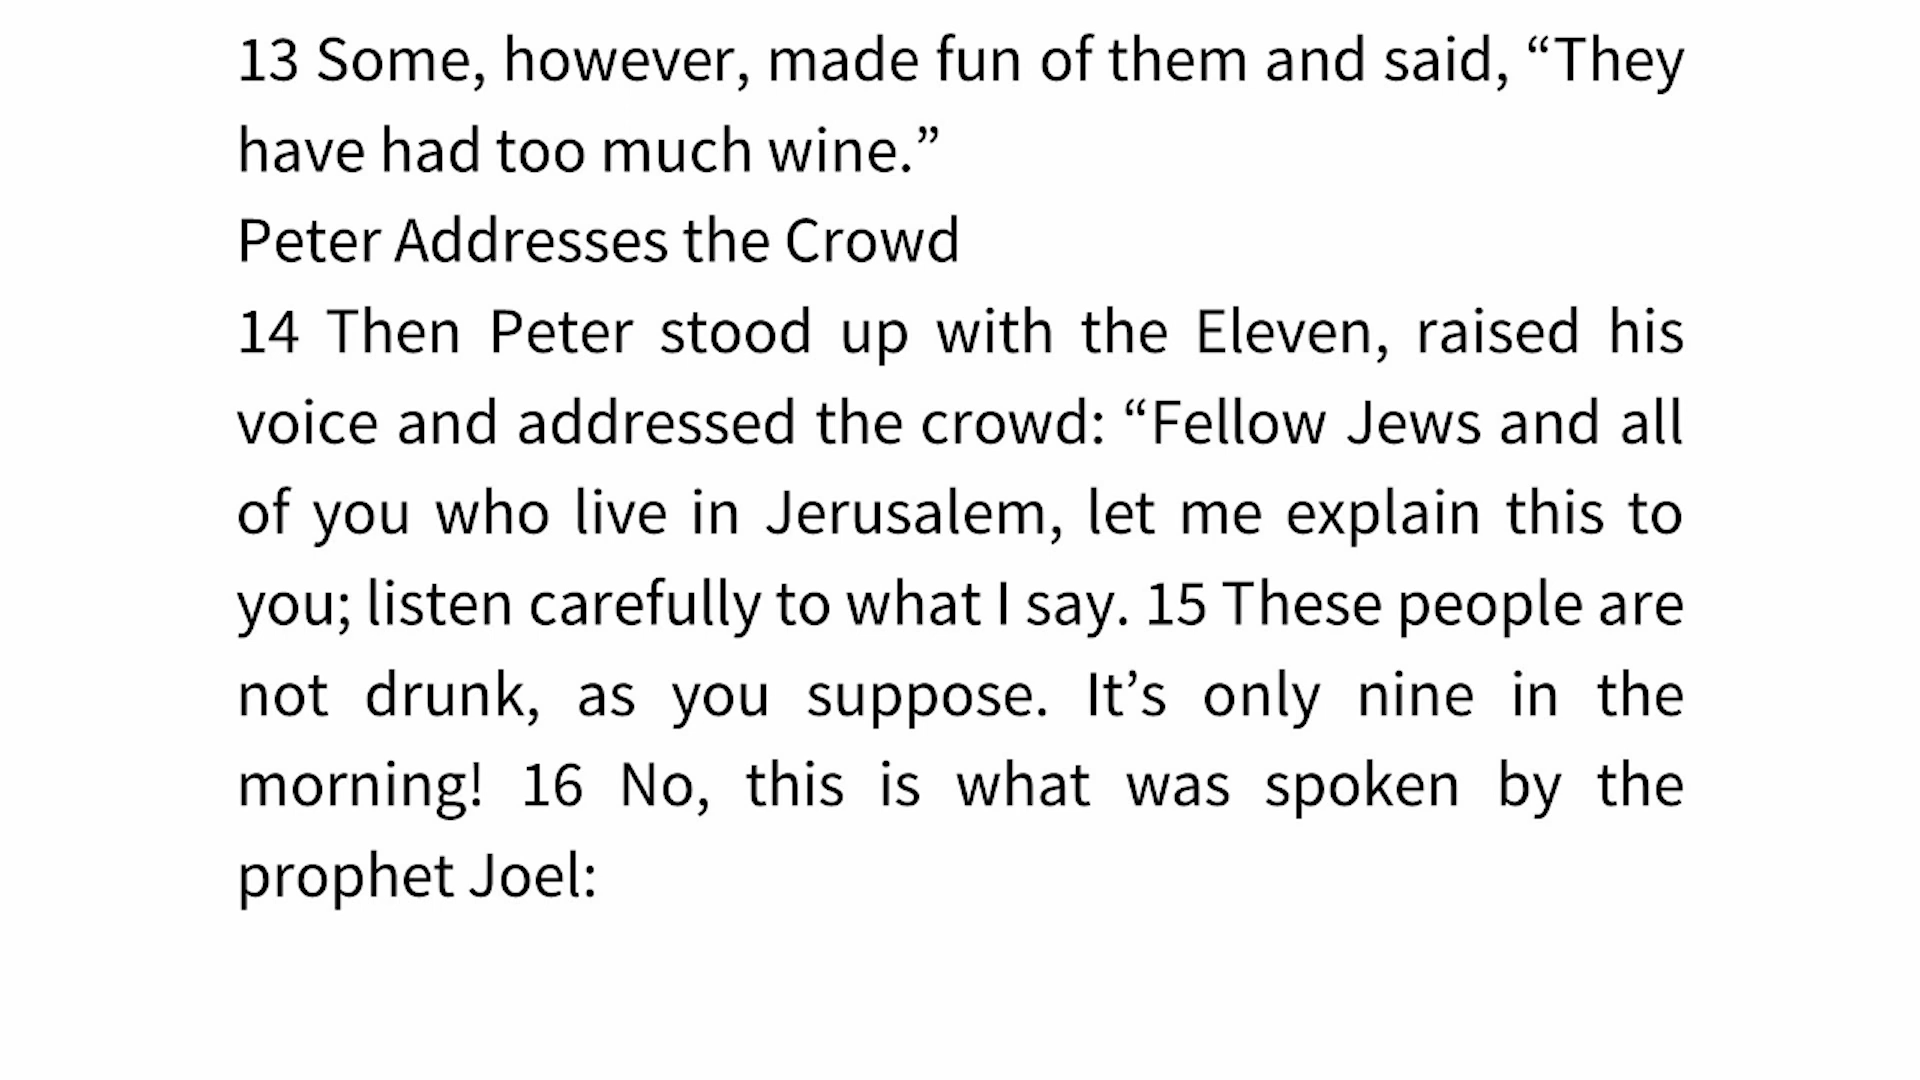 13 Some, however, made fun of them and said, “They
have had too much wine.”
Peter Addresses the Crowd
14 Then Peter stood up with the Eleven, raised his
voice and addressed the crowd: “Fellow Jews and all
of you who live in Jerusalem, let me explain this to
you; listen carefully to what I say. 15 These people are
not drunk, as you suppose. It’s only nine in the
morning! 16 No, this is what was spoken by the
prophet Joel: